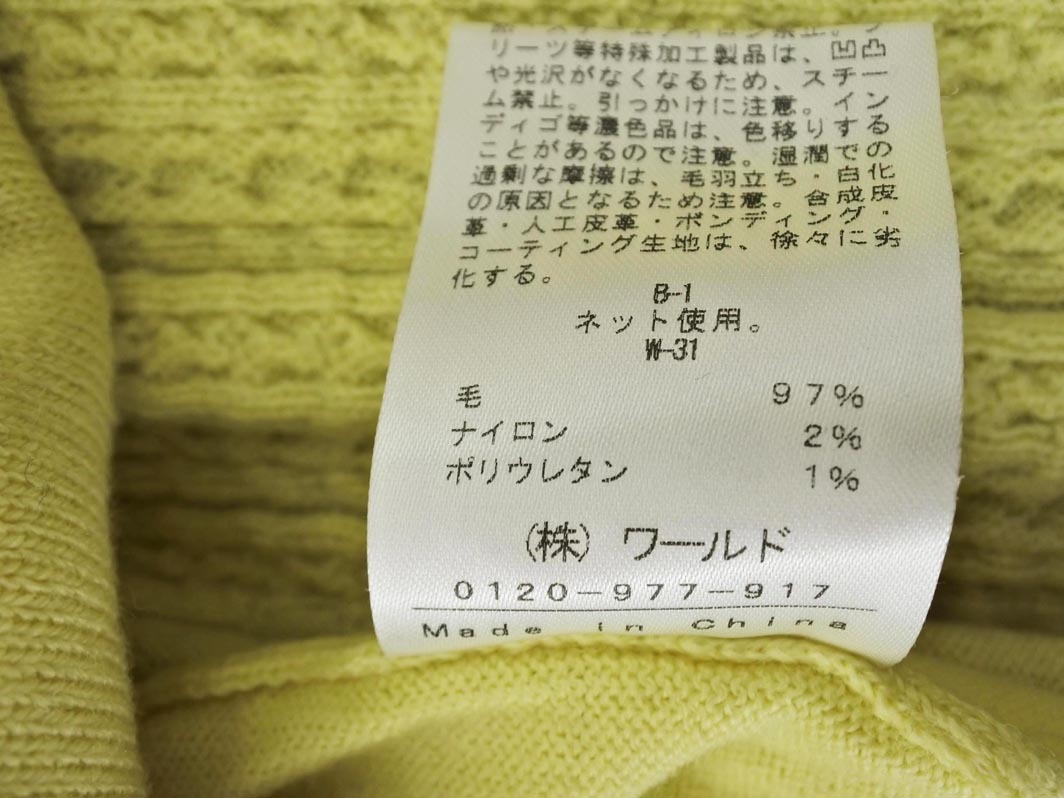 アイロン禁止。プ
リーツ等特殊加工製品は、凹凸
や光沢がなくなるため、スチー
ム禁止。引っかけに注意。イン
ディゴ等濃色品は、色移りする
ことがあるので注意。湿潤での
過剰な摩擦は、毛羽立ち・白化
の原因となるため注意。合成皮
革・人工皮革・ボンディング・
コーティング生地は、徐々に劣
化する。
B-1
ネット使用。
W-31
毛 97%
ナイロン 2%
ポリウレタン 1%
(株) ワールド
0120-977-917
Made in China